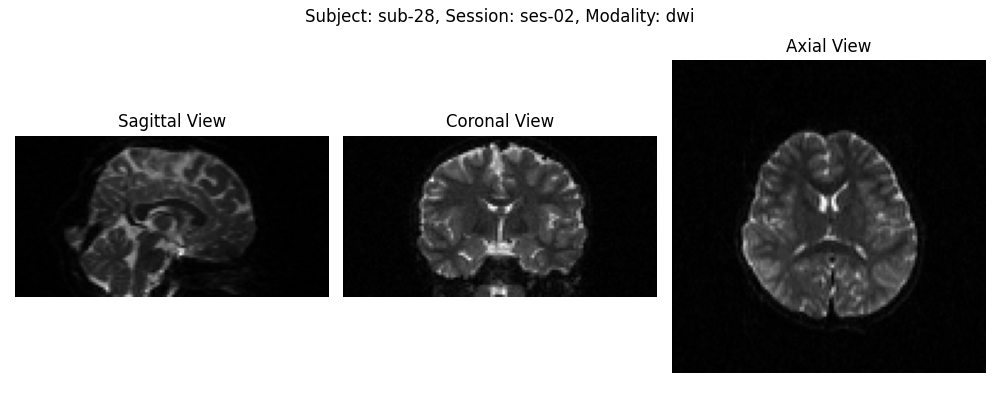 Subject: sub-28, Session: ses-02, Modality: dwi
Sagittal View
Coronal View
Axial View